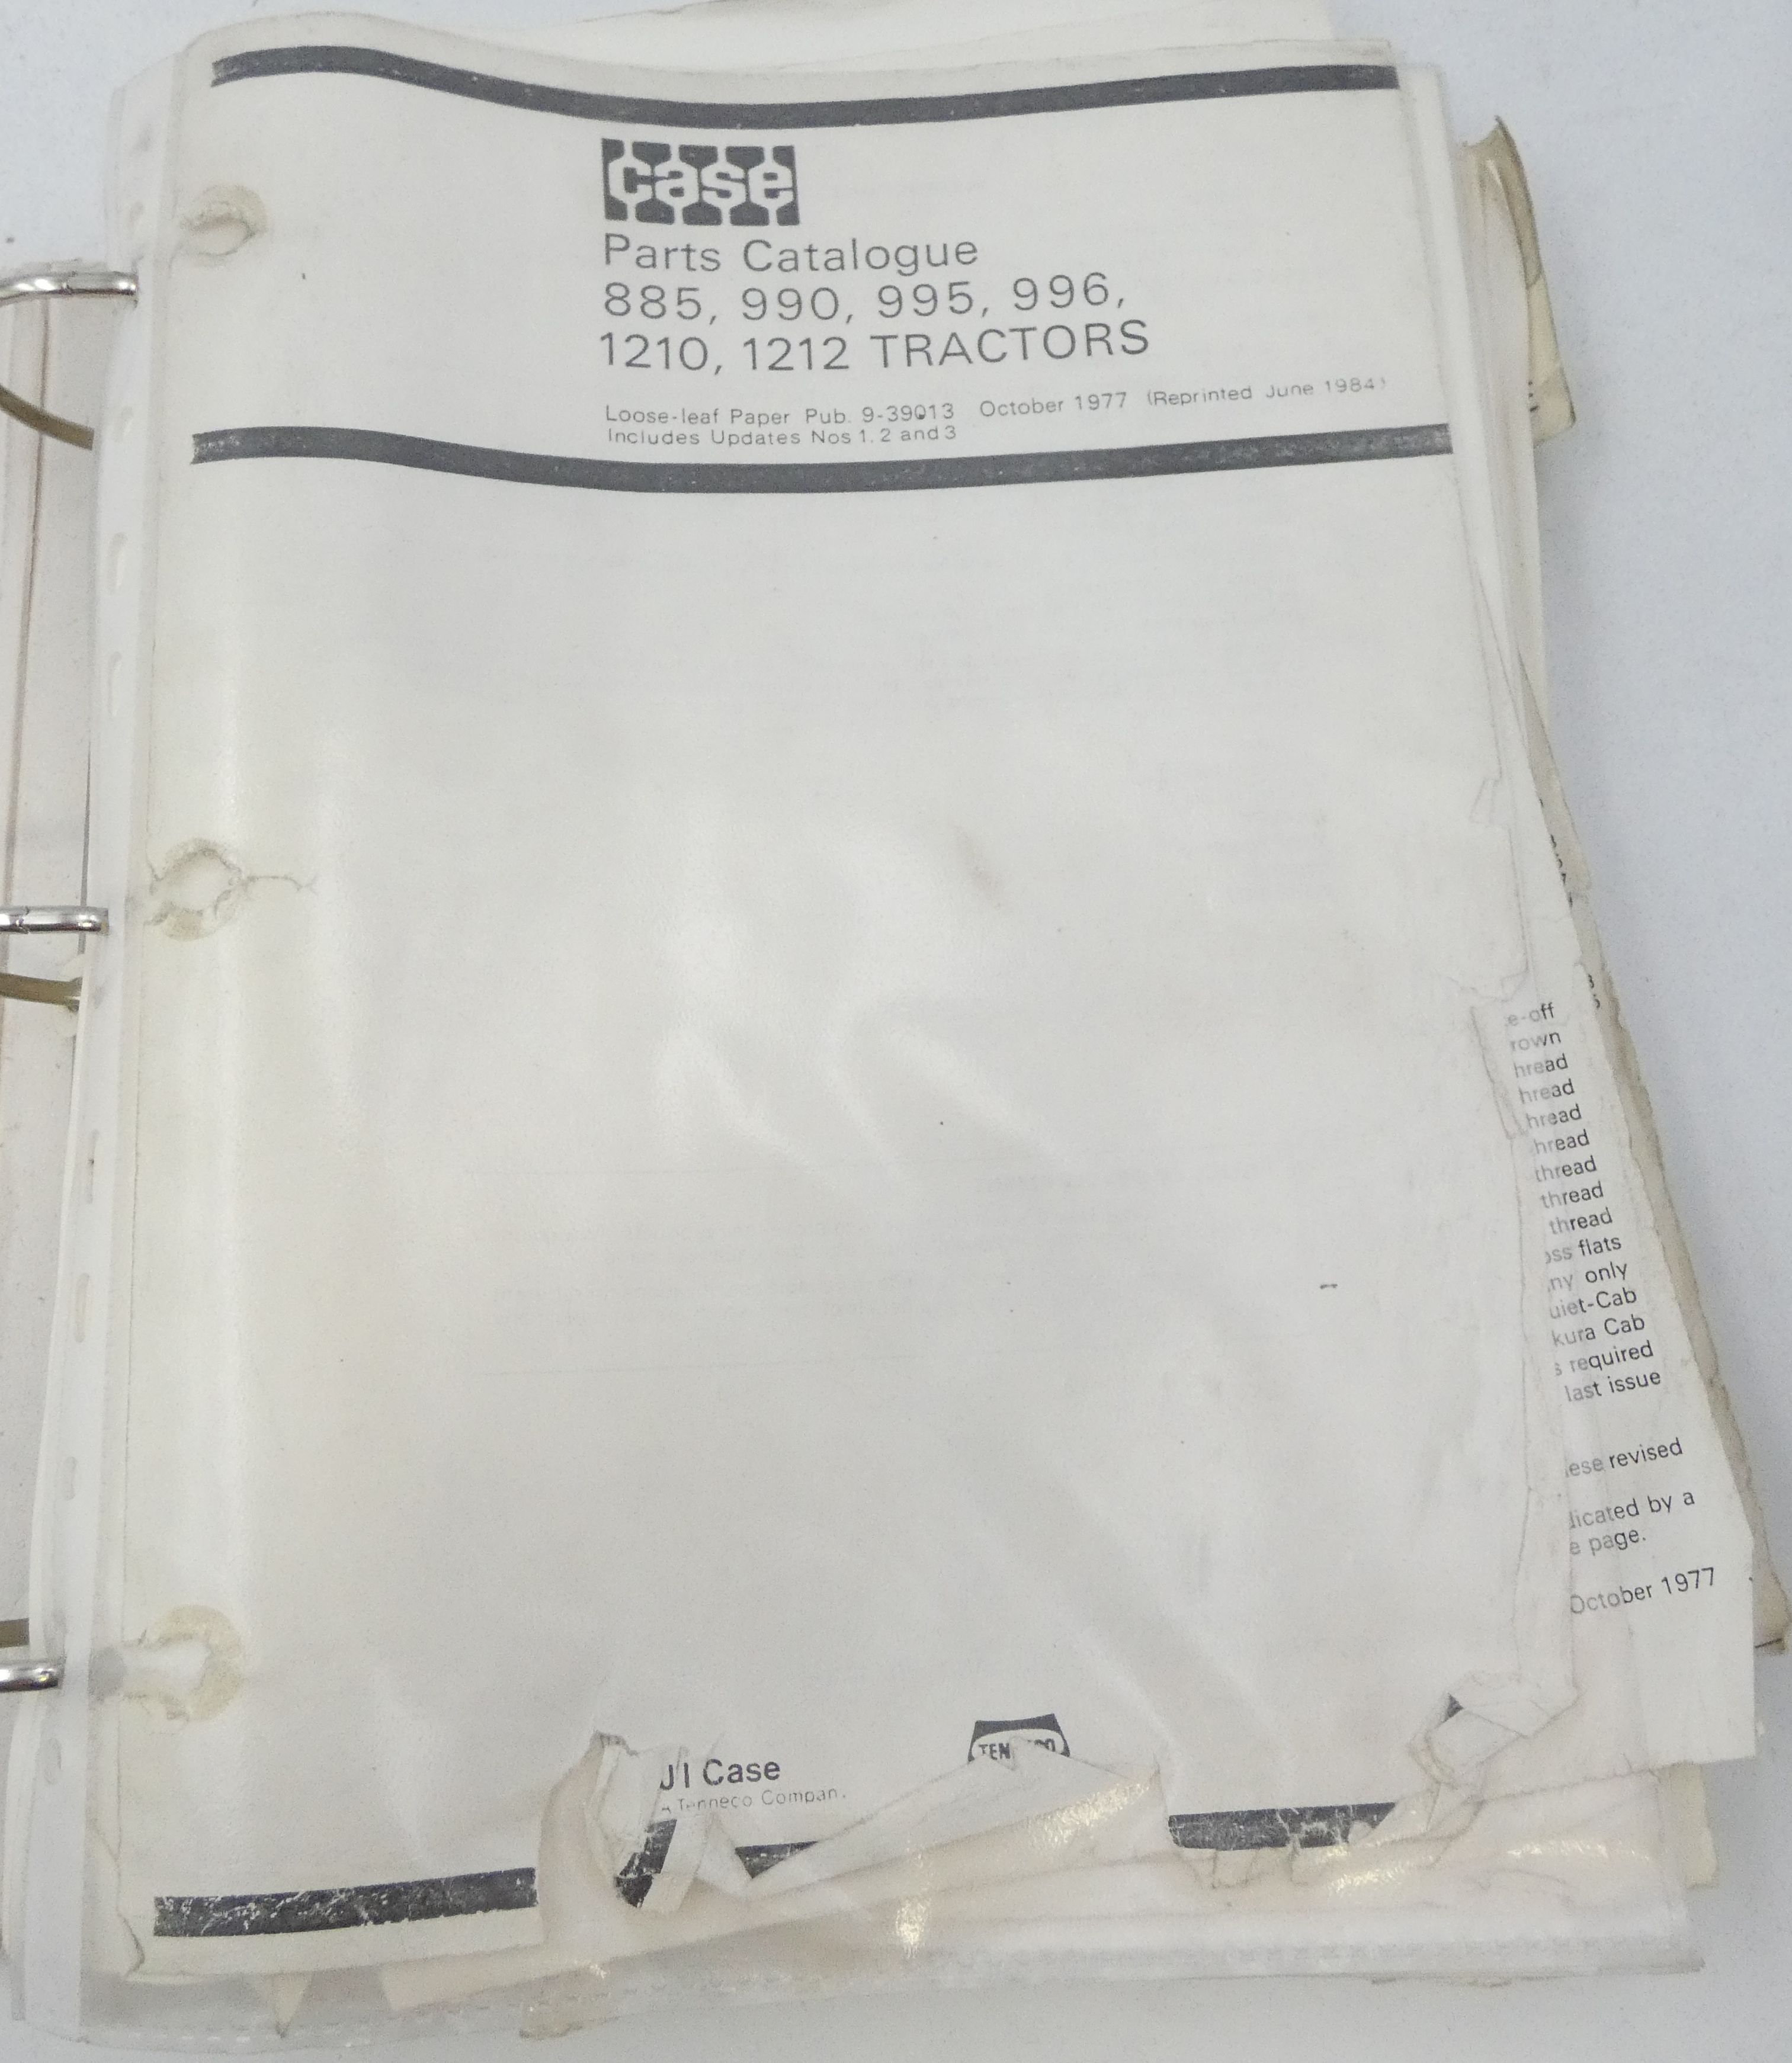 case
Parts Catalogue
885, 990, 995, 996,
1210, 1212 TRACTORS
Loose-leaf Paper Pub. 9-39013 October 1977 (Reprinted June 1984)
Includes Updates Nos 1, 2 and 3
e-off
rown
hread
hread
hread
hread
thread
thread
thread
oss flats
ny only
uiet-Cab
kura Cab
s required
last issue
ese revised
dicated by a
e page.
October 1977
J I Case
A Tenneco Compan
TEN